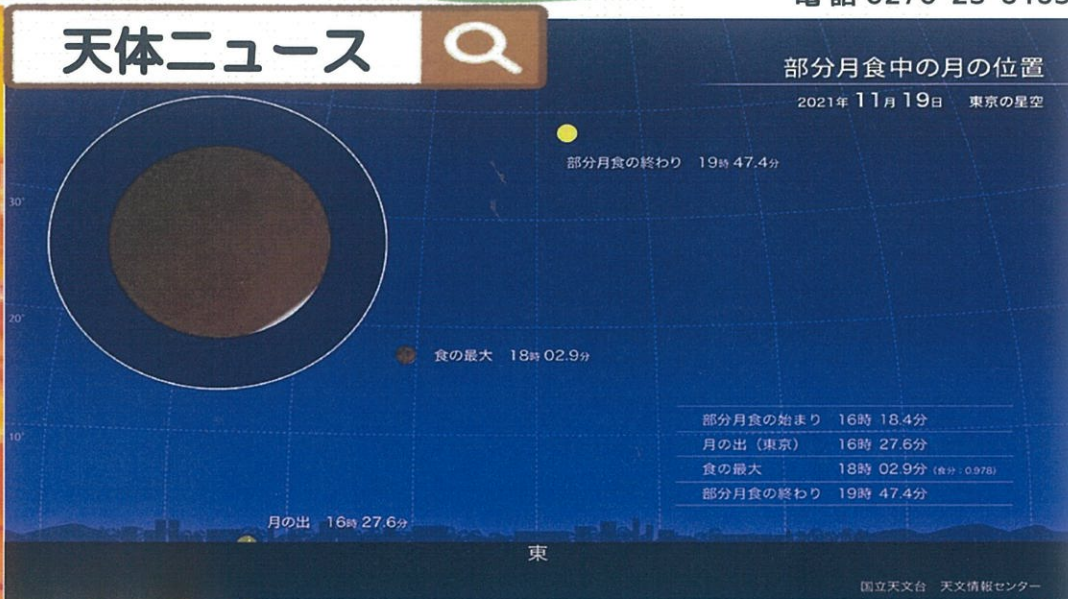 天体ニュース
部分月食中の月の位置
2021年 11月 19日 東京の星空
部分月食の終わり 19時 47.4分
30°
20°
食の最大 18時 02.9分
10°
部分月食の始まり 16時 18.4分
月の出（東京） 16時 27.6分
食の最大 18時 02.9分（食分：0.978）
部分月食の終わり 19時 47.4分
月の出 16時 27.6分
東
国立天文台 天文情報センター